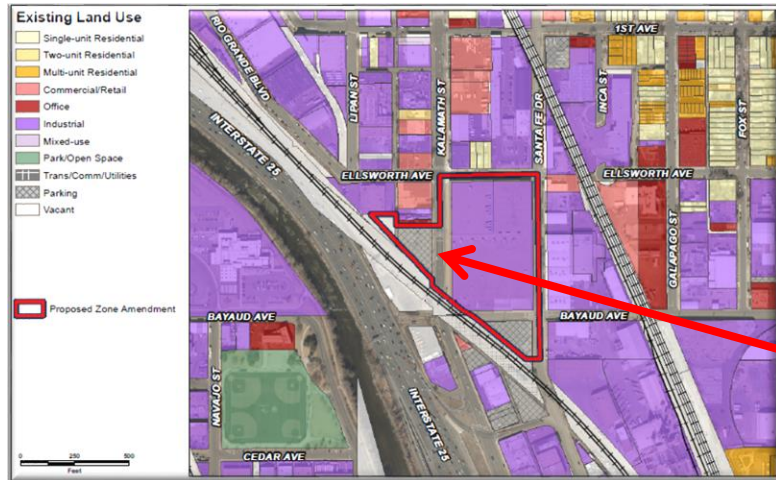 Existing Land Use
Single-unit Residential
Two-unit Residential
Multi-unit Residential
Commercial/Retail
Office
Industrial
Mixed-use
Park/Open Space
Trans/Comm/Utilities
Parking
Vacant
Proposed Zone Amendment
0 250 500
Feet
RIO GRANDE BLVD
LIPAN ST
KALAMATH ST
SANTA FE DR
INCA ST
1ST AVE
FOX ST
INTERSTATE 25
ELLSWORTH AVE
ELLSWORTH AVE
GALAPAGO ST
BAYAUD AVE
BAYAUD AVE
NAVAJO ST
INTERSTATE 25
CEDAR AVE